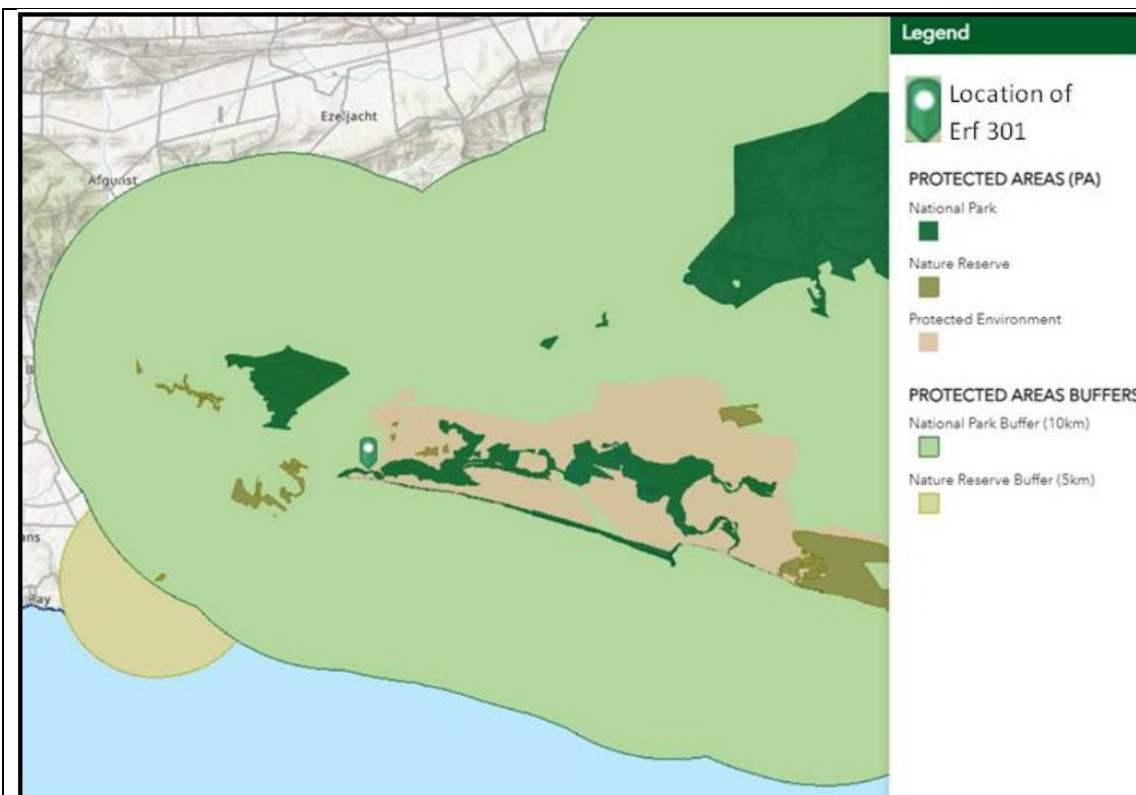 Ezeljacht
Afgunst
Legend
Location of
Erf 301
PROTECTED AREAS (PA)
National Park
Nature Reserve
Protected Environment
PROTECTED AREAS BUFFERS
National Park Buffer (10km)
Nature Reserve Buffer (5km)